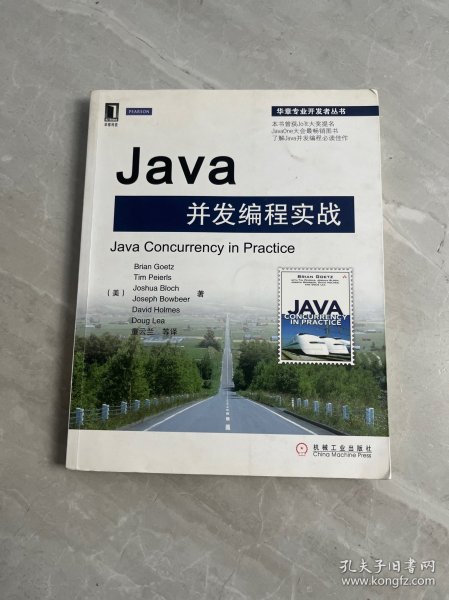 华章专业开发者丛书
PEARSON
本书曾获Jolt大奖提名
JavaOne大会最畅销图书
了解Java并发编程必读佳作
Java
并发编程实战
Java Concurrency in Practice
Brian Goetz
Tim Peierls
Joshua Bloch
(美)
Joseph Bowbeer
著
David Holmes
Doug Lea
童云兰 等译
BRIAN GOETZ
JAVA
CONCURRENCY
IN PRACTICE
机械工业出版社
China Machine Press
孔夫子旧书网
www.kongfz.com